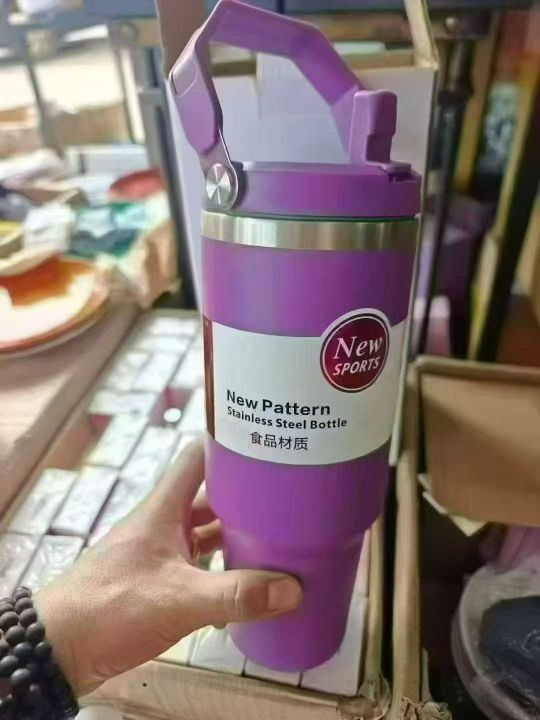 New
SPORTS
New Pattern
Stainless Steel Bottle
食品材质